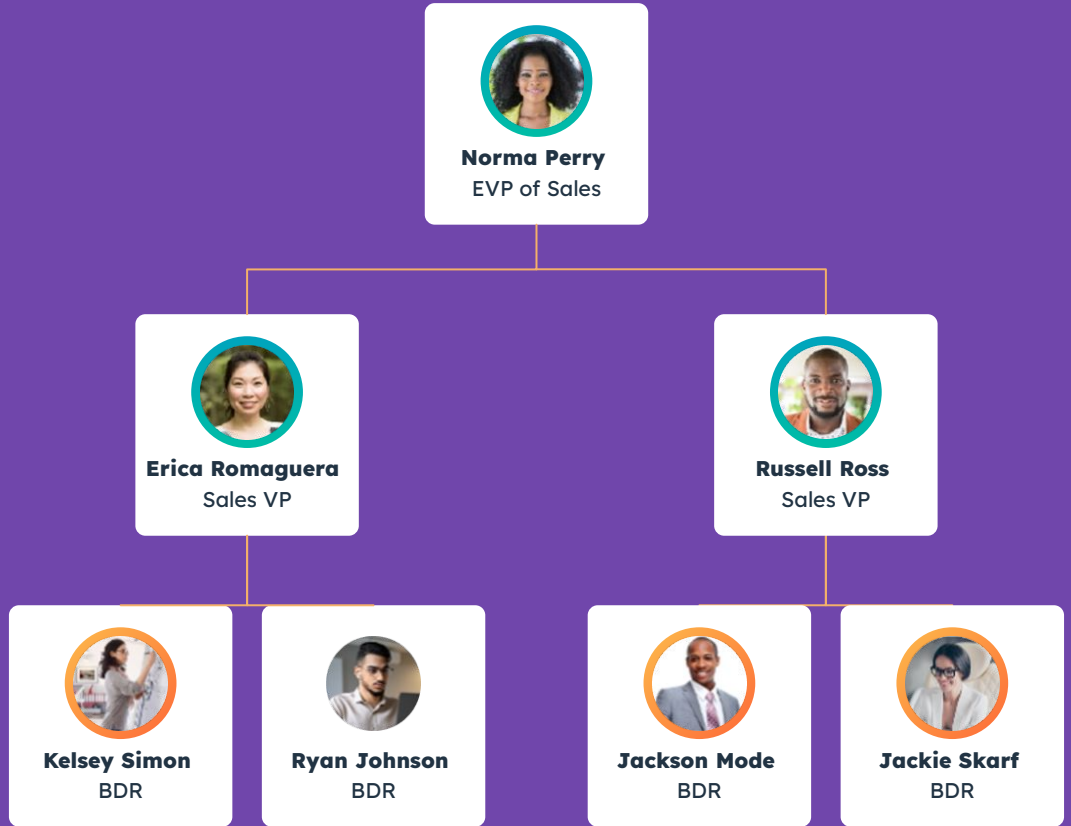 Norma Perry
EVP of Sales
Erica Romaguera
Sales VP
Russell Ross
Sales VP
Kelsey Simon
BDR
Ryan Johnson
BDR
Jackson Mode
BDR
Jackie Skarf
BDR